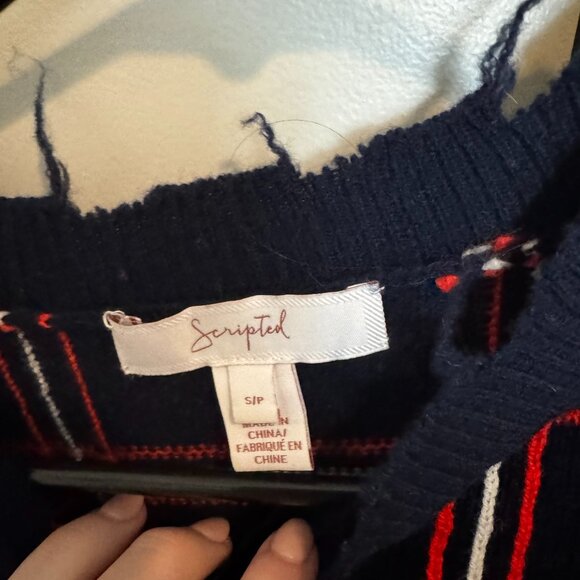 Scripted
S/P
MADE IN
CHINA/
FABRIQUÉ EN
CHINE